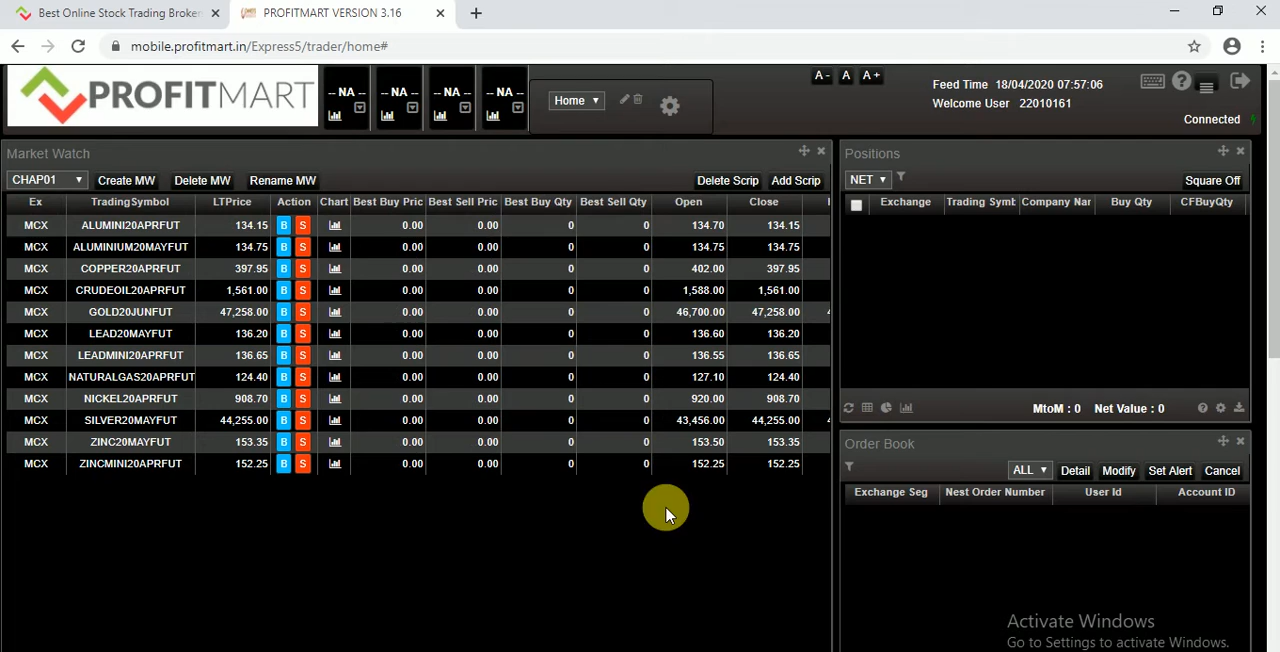 Best Online Stock Trading Broker
PROFITMART VERSION 3.16
mobile.profitmart.in/Express5/trader/home#
PROFITMART
-- NA -- -- NA -- -- NA -- -- NA --
Home
A - A A +
Feed Time 18/04/2020 07:57:06
Welcome User 22010161
Connected
Market Watch
CHAP01 Create MW Delete MW Rename MW Delete Scrip Add Scrip
Ex TradingSymbol LTPrice Action Chart Best Buy Pric Best Sell Pric Best Buy Qty Best Sell Qty Open Close
MCX ALUMINI20APRFUT 134.15 B S 0.00 0.00 0 0 134.70 134.15
MCX ALUMINIUM20MAYFUT 134.75 B S 0.00 0.00 0 0 134.75 134.75
MCX COPPER20APRFUT 397.95 B S 0.00 0.00 0 0 402.00 397.95
MCX CRUDEOIL20APRFUT 1,561.00 B S 0.00 0.00 0 0 1,588.00 1,561.00
MCX GOLD20JUNFUT 47,258.00 B S 0.00 0.00 0 0 46,700.00 47,258.00
MCX LEAD20MAYFUT 136.20 B S 0.00 0.00 0 0 136.60 136.20
MCX LEADMINI20APRFUT 136.65 B S 0.00 0.00 0 0 136.55 136.65
MCX NATURALGAS20APRFUT 124.40 B S 0.00 0.00 0 0 127.10 124.40
MCX NICKEL20APRFUT 908.70 B S 0.00 0.00 0 0 920.00 908.70
MCX SILVER20MAYFUT 44,255.00 B S 0.00 0.00 0 0 43,456.00 44,255.00
MCX ZINC20MAYFUT 153.35 B S 0.00 0.00 0 0 153.50 153.35
MCX ZINCMINI20APRFUT 152.25 B S 0.00 0.00 0 0 152.25 152.25
Positions
NET Square Off
Exchange Trading Symb Company Nar Buy Qty CFBuyQty
MtoM : 0 Net Value : 0
Order Book
ALL Detail Modify Set Alert Cancel
Exchange Seg Nest Order Number User Id Account ID
Activate Windows
Go to Settings to activate Windows.